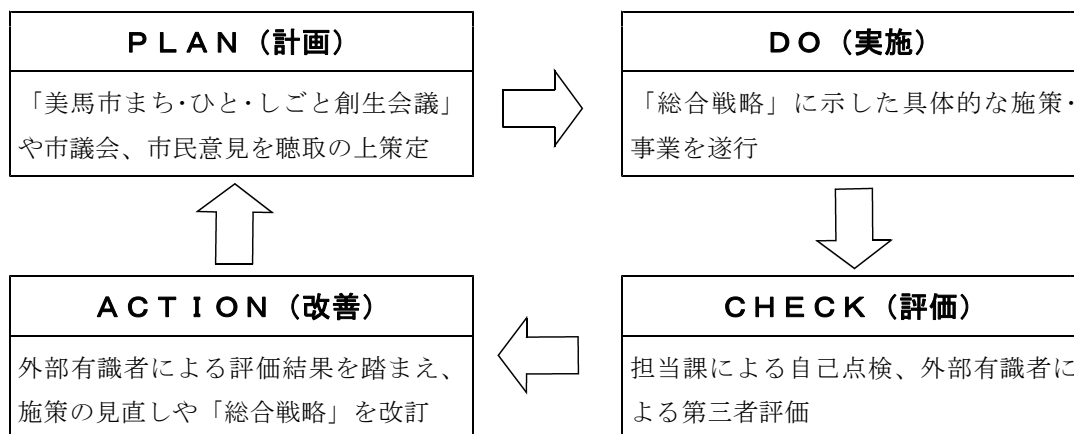 ＰＬＡＮ（計画）
「美馬市まち・ひと・しごと創生会議」
や市議会、市民意見を聴取の上策定
ＤＯ（実施）
「総合戦略」に示した具体的な施策・
事業を遂行
ＡＣＴＩＯＮ（改善）
外部有識者による評価結果を踏まえ、
施策の見直しや「総合戦略」を改訂
ＣＨＥＣＫ（評価）
担当課による自己点検、外部有識者に
よる第三者評価